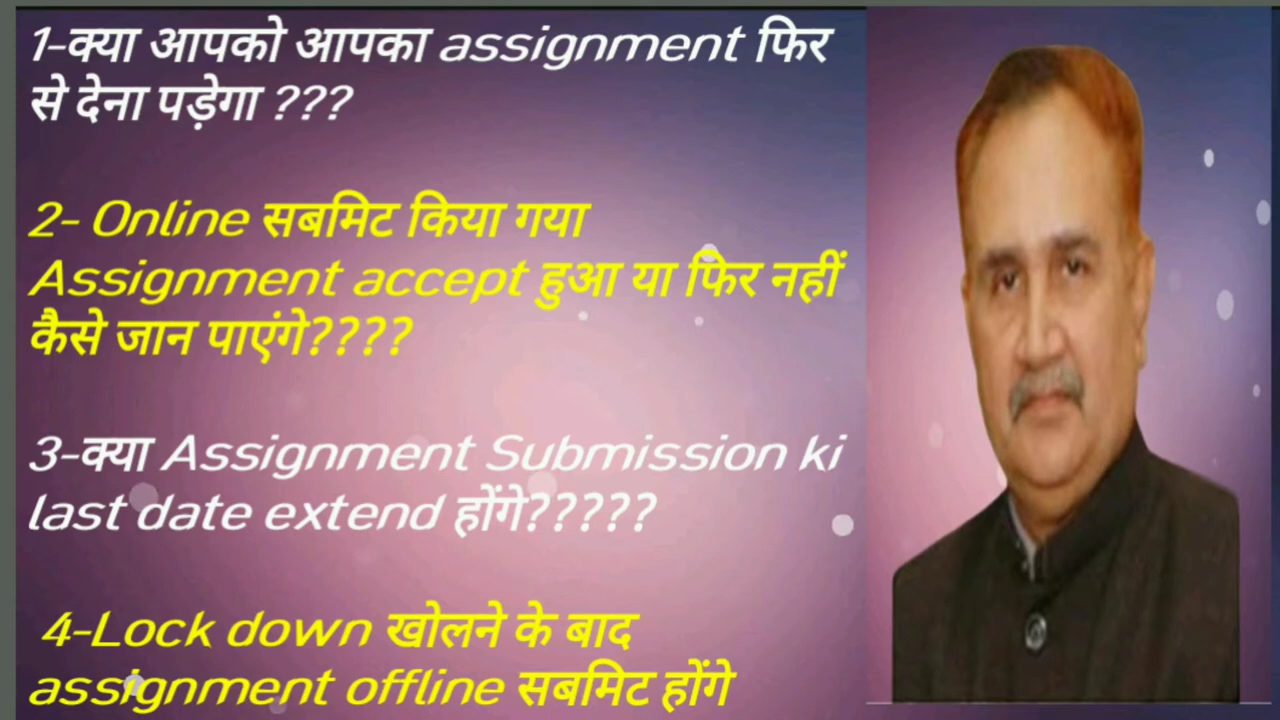 1-क्या आपको आपका assignment फिर
से देना पड़ेगा ???
2- Online सबमिट किया गया
Assignment accept हुआ या फिर नहीं
कैसे जान पाएंगे????
3-क्या Assignment Submission ki
last date extend होंगे?????
4-Lock down खोलने के बाद
assignment offline सबमिट होंगे